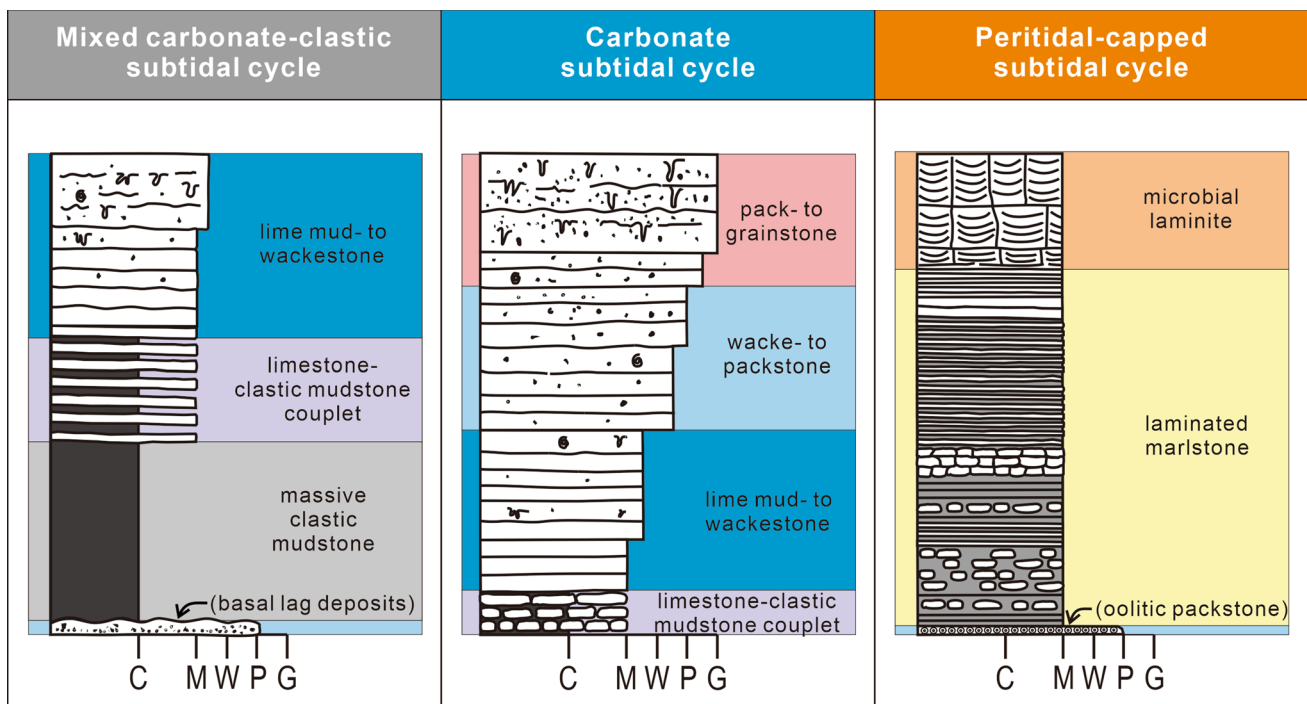 Mixed carbonate-clastic
subtidal cycle
lime mud- to
wackestone
limestone-
clastic mudstone
couplet
massive
clastic
mudstone
(basal lag deposits)
C M W P G
Carbonate
subtidal cycle
pack- to
grainstone
wacke- to
packstone
lime mud- to
wackestone
limestone-clastic
mudstone couplet
C M W P G
Peritidal-capped
subtidal cycle
microbial
laminite
laminated
marlstone
(oolitic packstone)
C M W P G